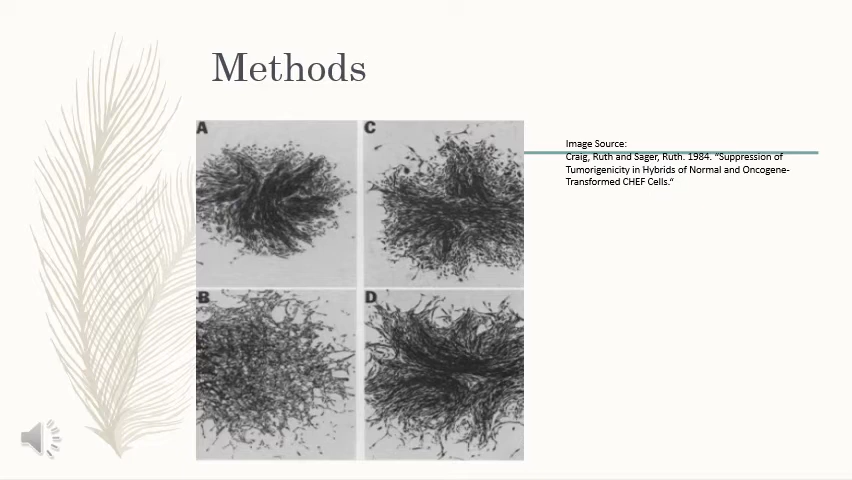 Methods
A
C
B
D
Image Source:
Craig, Ruth and Sager, Ruth. 1984. “Suppression of
Tumorigenicity in Hybrids of Normal and Oncogene-
Transformed CHEF Cells.“